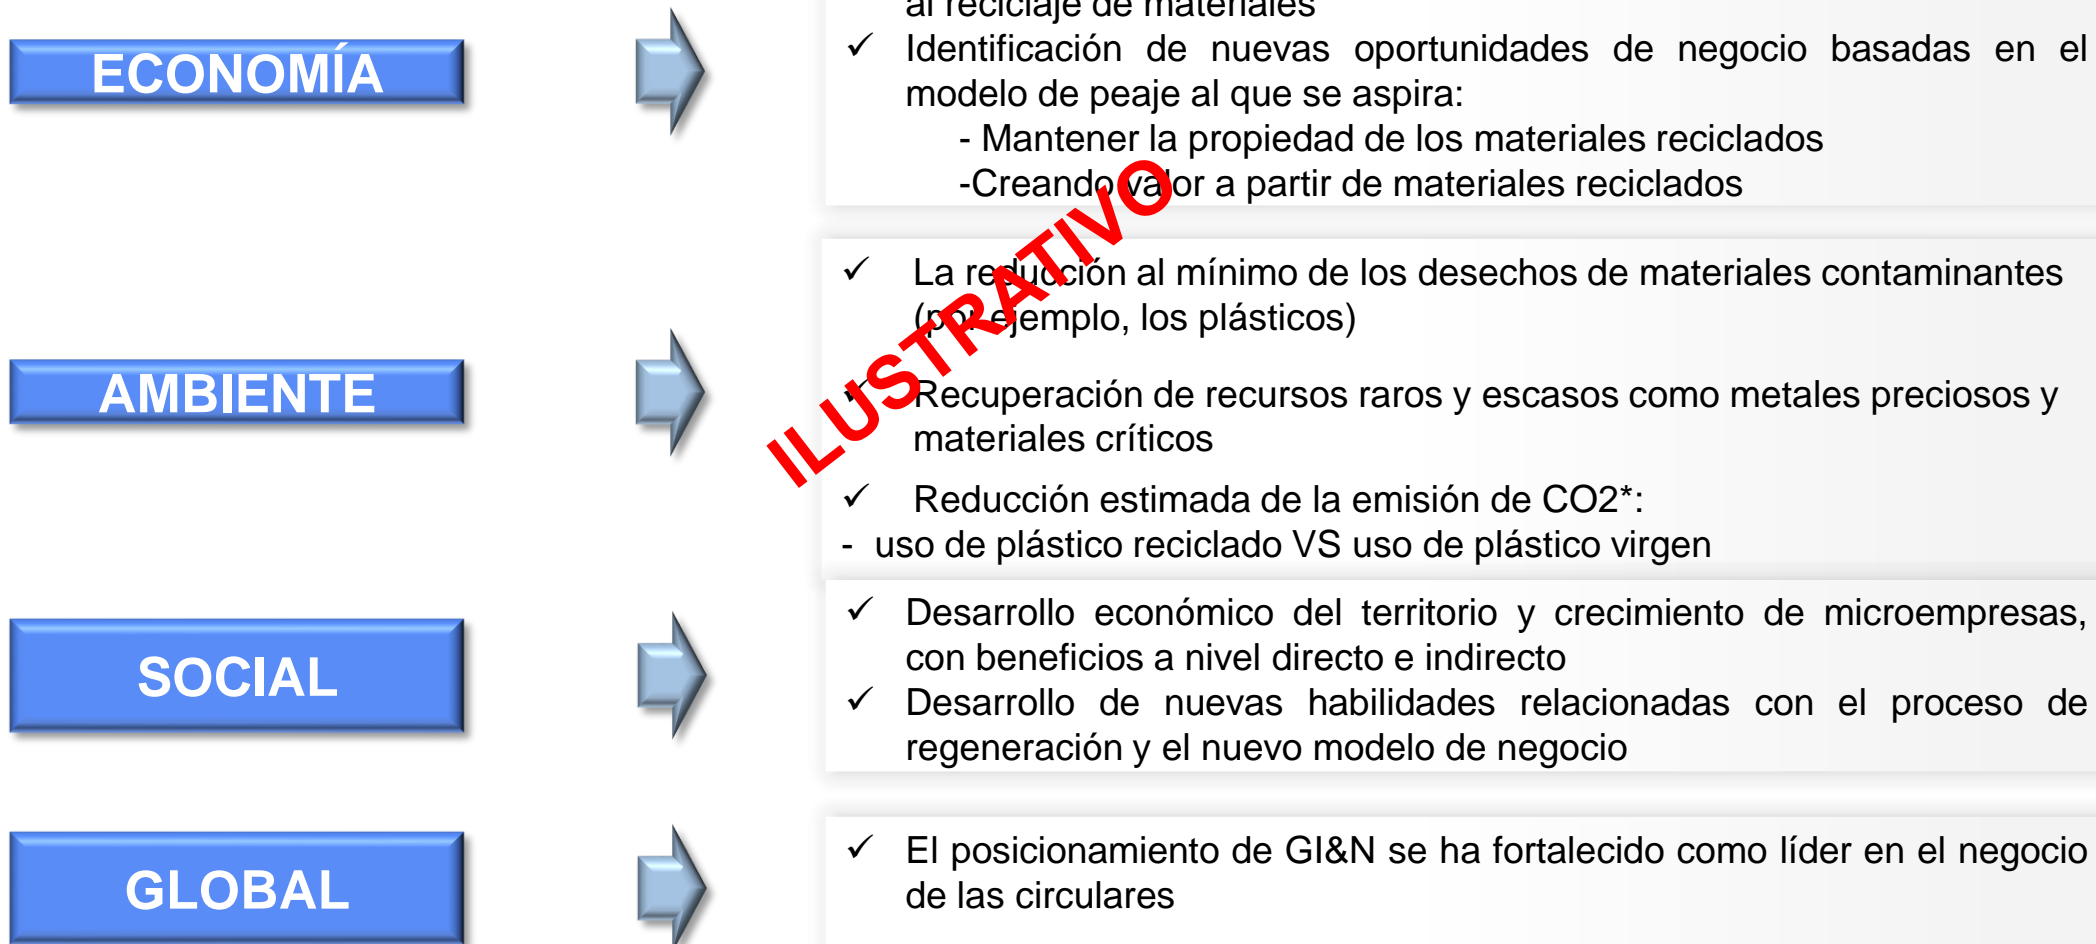 al reciclaje de materiales
ECONOMÍA
✓ Identificación de nuevas oportunidades de negocio basadas en el
modelo de peaje al que se aspira:
- Mantener la propiedad de los materiales reciclados
-Creando valor a partir de materiales reciclados
ILUSTRATIVO
AMBIENTE
✓ La reducción al mínimo de los desechos de materiales contaminantes
(por ejemplo, los plásticos)
✓ Recuperación de recursos raros y escasos como metales preciosos y
materiales críticos
✓ Reducción estimada de la emisión de CO2*:
- uso de plástico reciclado VS uso de plástico virgen
SOCIAL
✓ Desarrollo económico del territorio y crecimiento de microempresas,
con beneficios a nivel directo e indirecto
✓ Desarrollo de nuevas habilidades relacionadas con el proceso de
regeneración y el nuevo modelo de negocio
GLOBAL
✓ El posicionamiento de GI&N se ha fortalecido como líder en el negocio
de las circulares